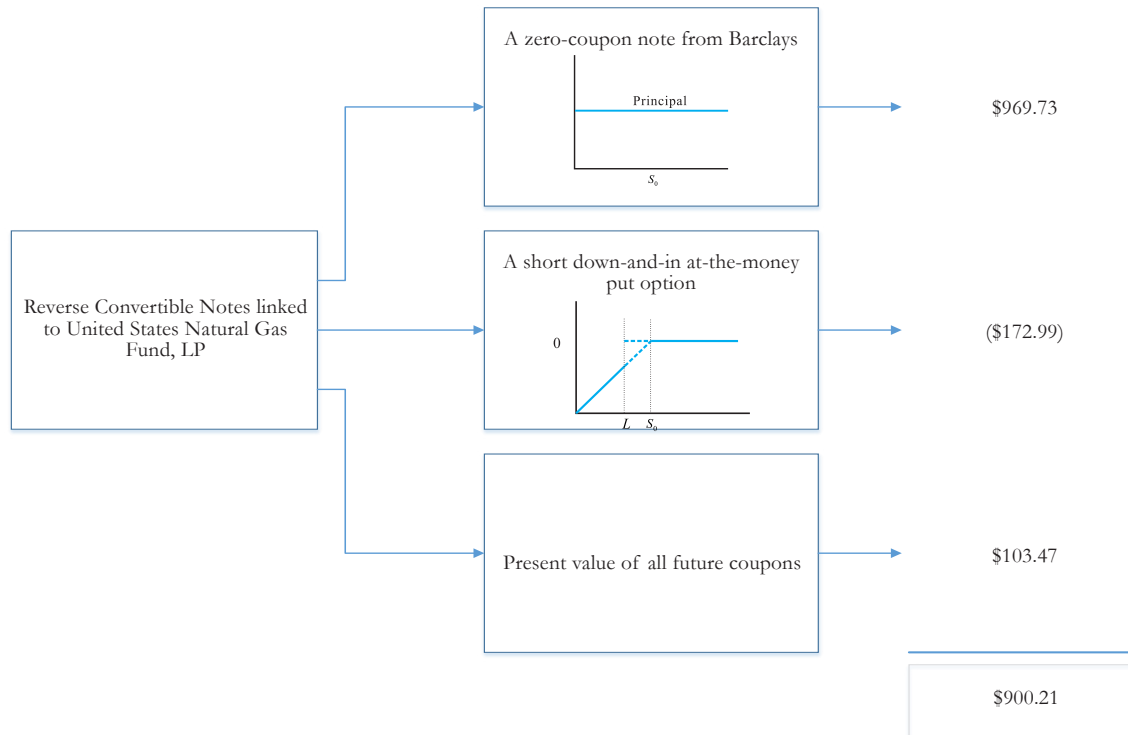 A zero-coupon note from Barclays
Principal
S₀
$969.73
Reverse Convertible Notes linked
to United States Natural Gas
Fund, LP
A short down-and-in at-the-money
put option
0
L S₀
($172.99)
Present value of all future coupons
$103.47
$900.21